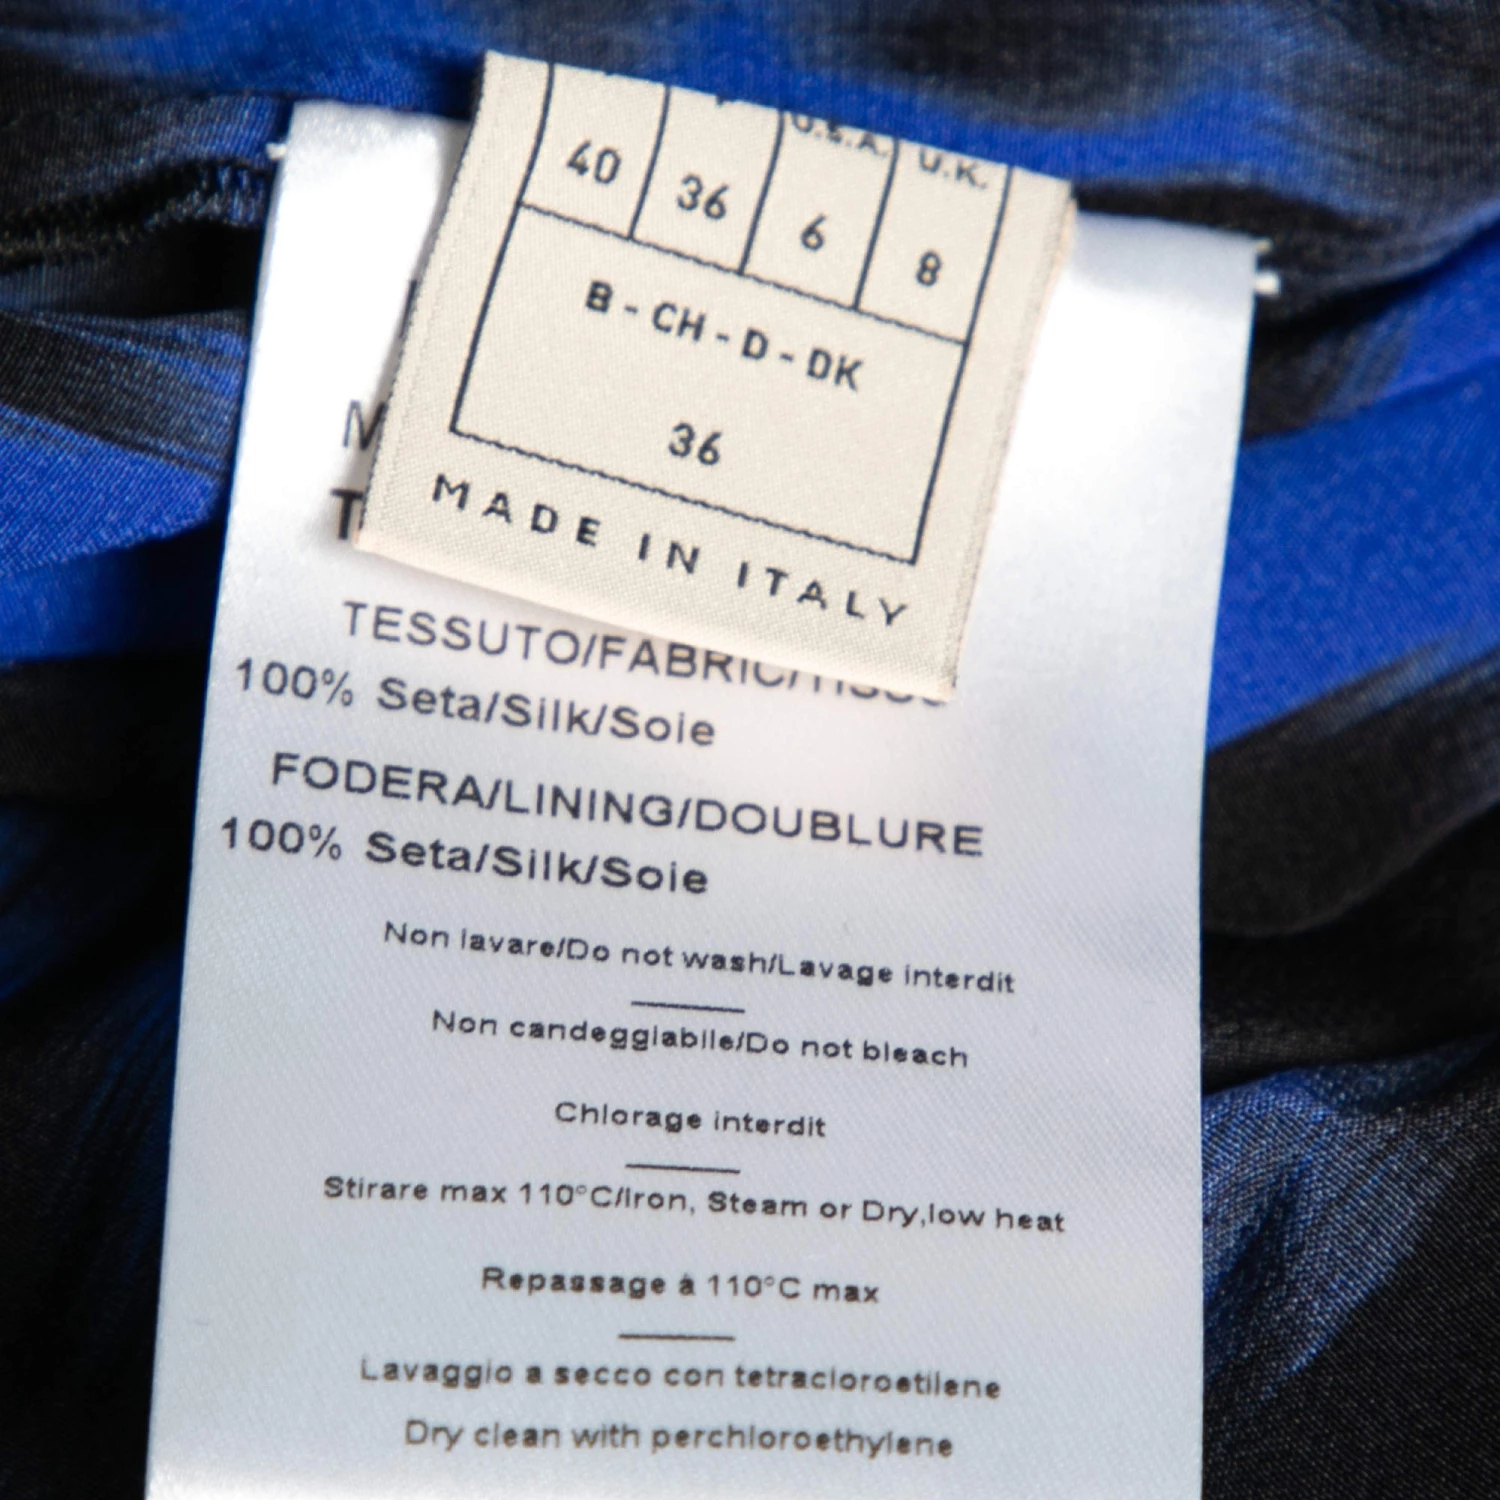 U.S.A. U.K.
40 36 6 8
B - CH - D - DK
36
MADE IN ITALY
TESSUTO/FABRIC/TISSU
100% Seta/Silk/Soie
FODERA/LINING/DOUBLURE
100% Seta/Silk/Soie
Non lavare/Do not wash/Lavage interdit
Non candeggiabile/Do not bleach
Chlorage interdit
Stirare max 110°C/Iron, Steam or Dry,low heat
Repassage à 110°C max
Lavaggio a secco con tetracloroetilene
Dry clean with perchloroethylene